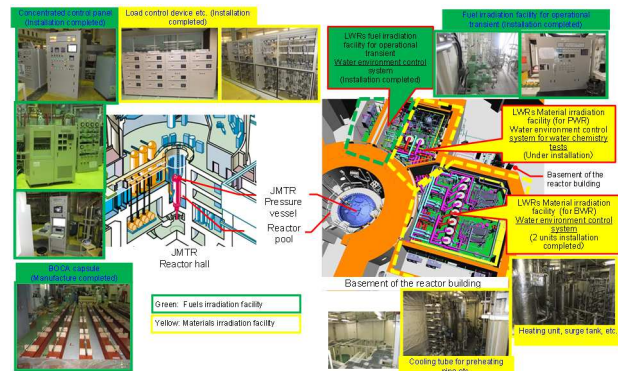 Concentrated control panel
(Installation completed)
Load control device etc. (Installation
completed)
LWRs fuel irradiation
facility for operational
transient
Water environment control
system
(Installation completed)
Fuel irradiation facility for operational
transient (Installation completed)
LWRs Material irradiation
facility (for PWR)
Water environment control
system for water chemistry
tests
(Under installation)
Basement of the
reactor building
JMTR
Pressure
vessel
Reactor
pool
JMTR
Reactor hall
LWRs Material irradiation
facility (for BWR)
Water environment control
system
(2 units installation
completed)
Basement of the reactor building
BOCA capsule
(Manufacture completed)
Green: Fuels irradiation facility
Yellow: Materials irradiation facility
Heating unit, surge tank, etc.
Cooling tube for preheating